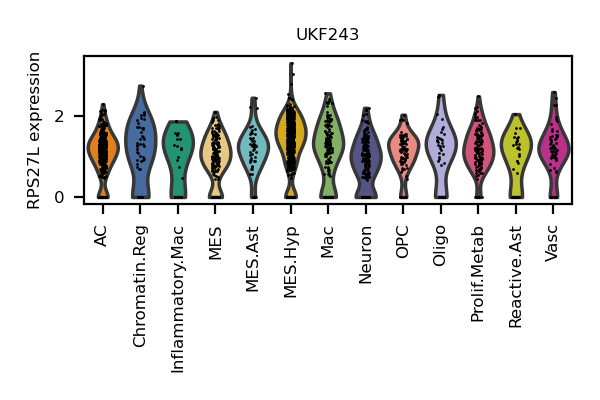 UKF243
RPS27L expression
2
0
AC
Chromatin.Reg
Inflammatory.Mac
MES
MES.Ast
MES.Hyp
Mac
Neuron
OPC
Oligo
Prolif.Metab
Reactive.Ast
Vasc